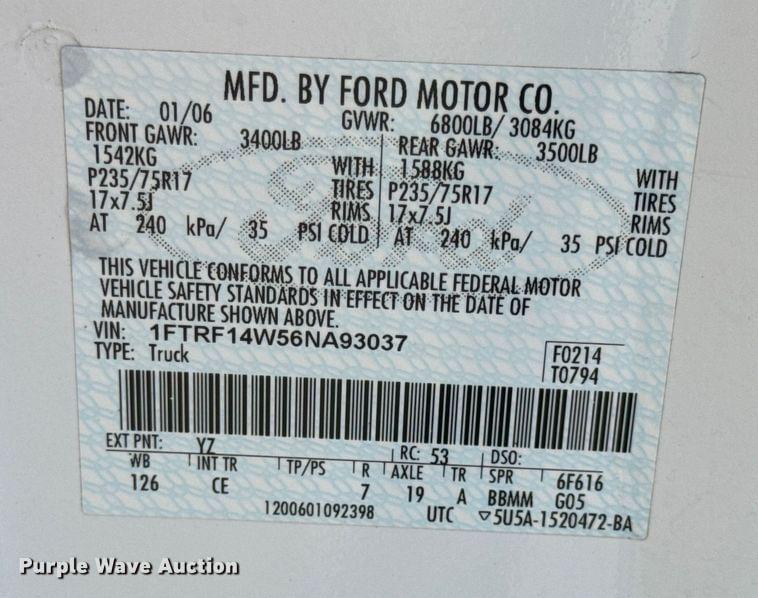 MFD. BY FORD MOTOR CO.
DATE: 01/06 GVWR: 6800LB/ 3084KG
FRONT GAWR: 3400LB REAR GAWR: 3500LB
1542KG WITH 1588KG WITH
P235/75R17 TIRES P235/75R17 TIRES
17x7.5J RIMS 17x7.5J RIMS
AT 240 kPa/ 35 PSI COLD AT 240 kPa/ 35 PSI COLD
THIS VEHICLE CONFORMS TO ALL APPLICABLE FEDERAL MOTOR
VEHICLE SAFETY STANDARDS IN EFFECT ON THE DATE OF
MANUFACTURE SHOWN ABOVE.
VIN: 1FTRF14W56NA93037
TYPE: Truck
F0214
T0794
EXT PNT: YZ RC: 53 DSO:
WB INT TR TP/PS R AXLE TR SPR 6F616
126 CE 7 19 A BBMM G05
1200601092398 UTC ▽5U5A-1520472-BA
Ford
Purple Wave Auction